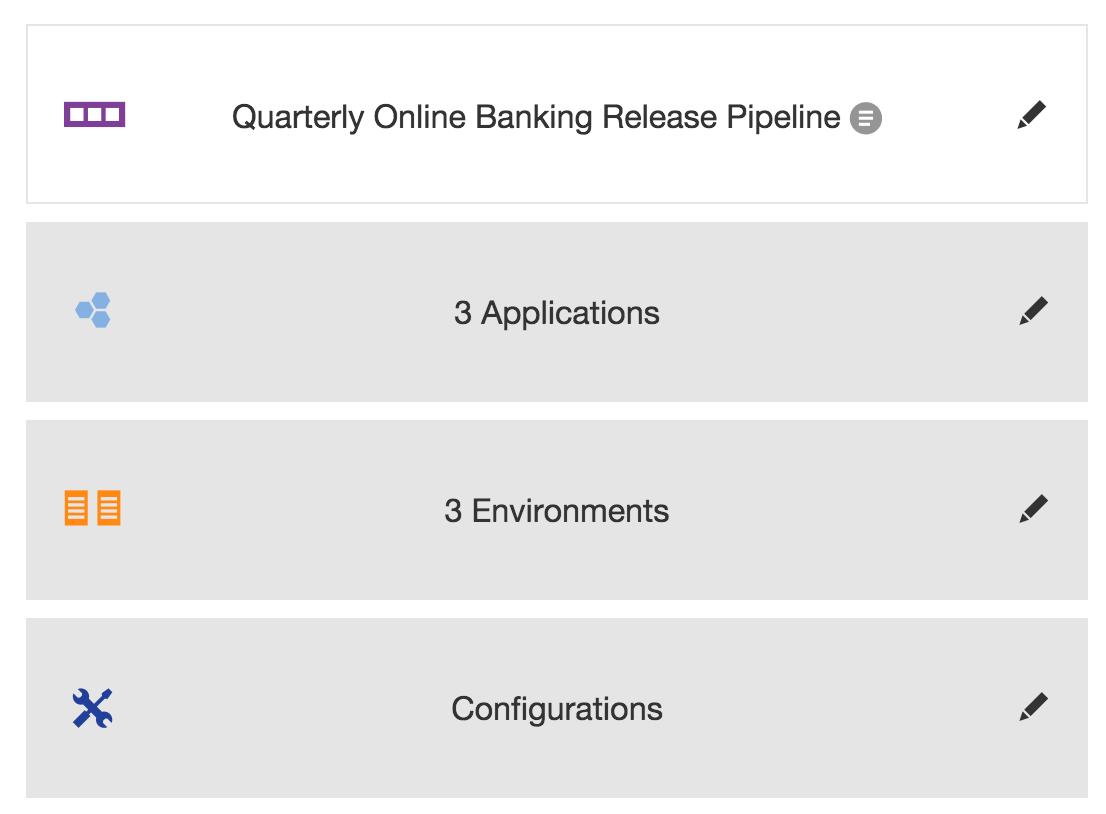 Quarterly Online Banking Release Pipeline
3 Applications
3 Environments
Configurations